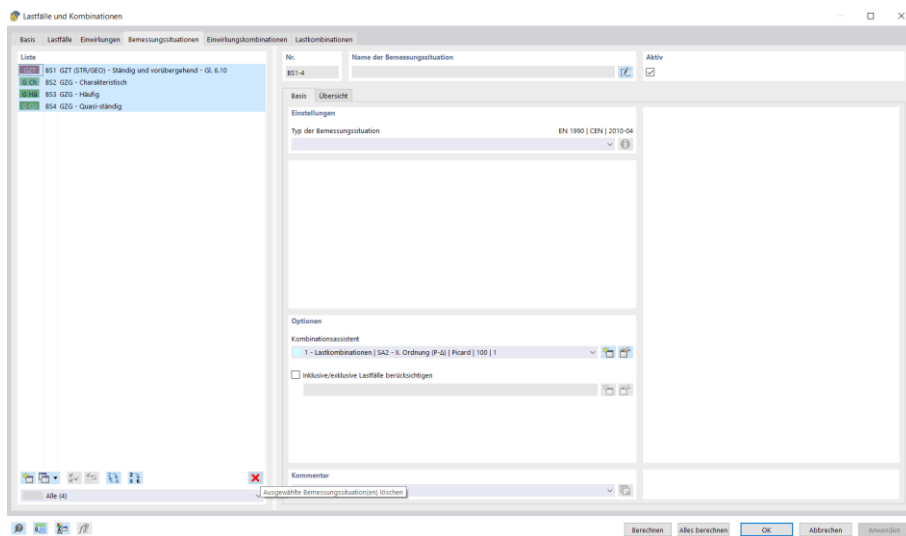 Lastfälle und Kombinationen
Basis Lastfälle Einwirkungen Bemessungssituationen Einwirkungskombinationen Lastkombinationen
Liste
GZT BS1 GZT (STR/GEO) - Ständig und vorübergehend - Gl. 6.10
G Ch BS2 GZG - Charakteristisch
G Hä BS3 GZG - Häufig
BS4 GZG - Quasi-ständig
Nr. Name der Bemessungssituation Aktiv
BS1-4
Basis Übersicht
Einstellungen
Typ der Bemessungssituation EN 1990 | CEN | 2010-04
Optionen
Kombinationsassistent
1 - Lastkombinationen | SA2 - II. Ordnung (P-Δ) | Picard | 100 | 1
Inklusive/exklusive Lastfälle berücksichtigen
Kommentar
Alle (4)
Ausgewählte Bemessungssituation(en) löschen
Berechnen Alles berechnen OK Abbrechen Anwenden